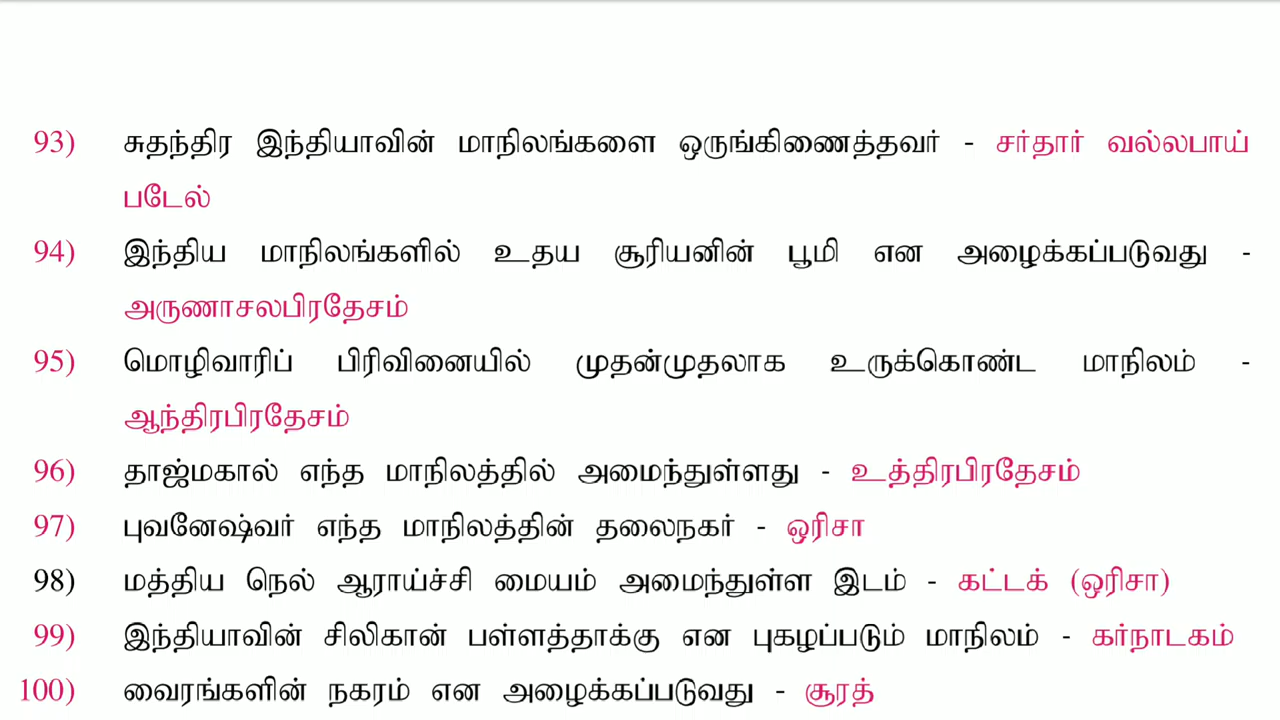 93) சுதந்திர இந்தியாவின் மாநிலங்களை ஒருங்கிணைத்தவர் - சர்தார் வல்லபாய்
படேல்
94) இந்திய மாநிலங்களில் உதய சூரியனின் பூமி என அழைக்கப்படுவது -
அருணாசலபிரதேசம்
95) மொழிவாரிப் பிரிவினையில் முதன்முதலாக உருக்கொண்ட மாநிலம் -
ஆந்திரபிரதேசம்
96) தாஜ்மகால் எந்த மாநிலத்தில் அமைந்துள்ளது - உத்திரபிரதேசம்
97) புவனேஷ்வர் எந்த மாநிலத்தின் தலைநகர் - ஒரிசா
98) மத்திய நெல் ஆராய்ச்சி மையம் அமைந்துள்ள இடம் - கட்டக் (ஒரிசா)
99) இந்தியாவின் சிலிகான் பள்ளத்தாக்கு என புகழப்படும் மாநிலம் - கர்நாடகம்
100) வைரங்களின் நகரம் என அழைக்கப்படுவது - சூரத்